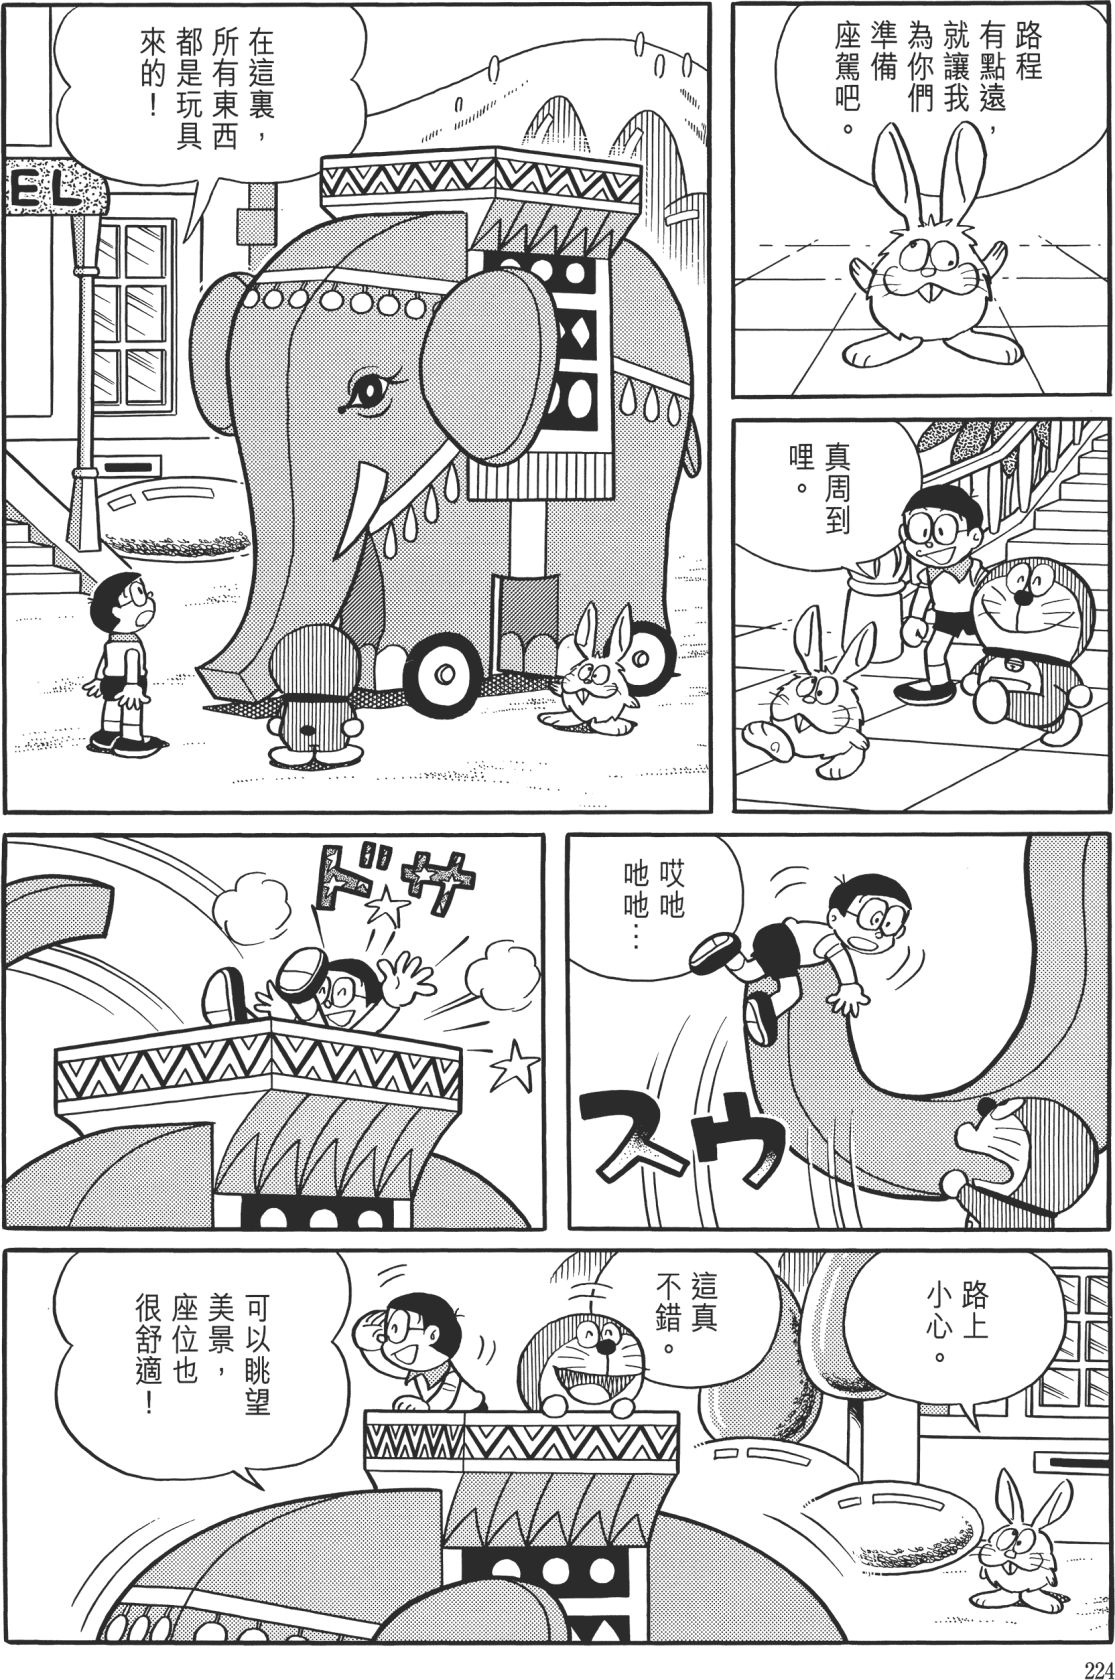 路程
有點遠，
就讓我
為你們
準備
座駕吧。
真周到
哩。
在這裏，
所有東西
都是玩具
來的！
EL
哎吔
吔吔…
スゥ
ドサ
路上
小心。
這真
不錯。
可以眺望
美景，
座位也
很舒適！
224